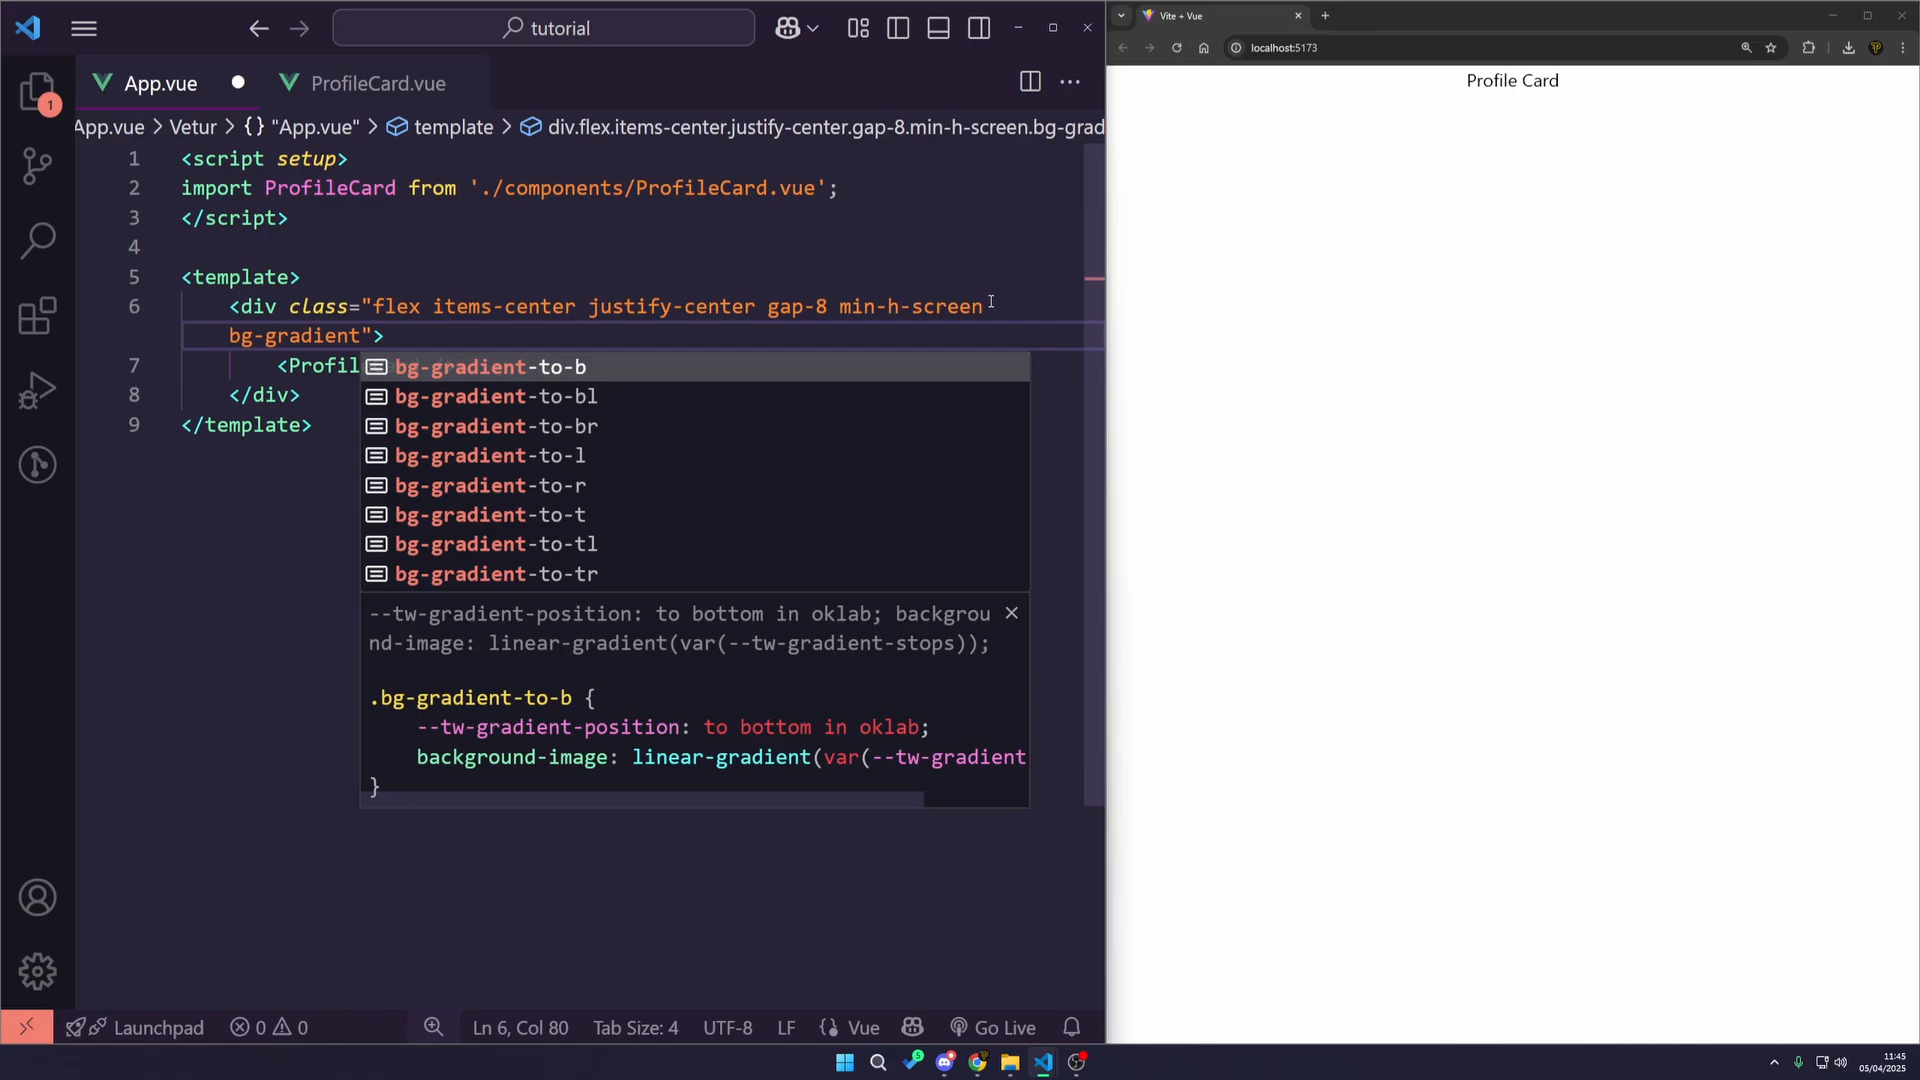 tutorial
Vite + Vue
localhost:5173
App.vue
ProfileCard.vue
App.vue > Vetur > {} "App.vue" > template > div.flex.items-center.justify-center.gap-8.min-h-screen.bg-grad
1 <script setup>
2 import ProfileCard from './components/ProfileCard.vue';
3 </script>
4
5 <template>
6 <div class="flex items-center justify-center gap-8 min-h-screen
bg-gradient">
7 <Profil
8 </div>
9 </template>
bg-gradient-to-b
bg-gradient-to-bl
bg-gradient-to-br
bg-gradient-to-l
bg-gradient-to-r
bg-gradient-to-t
bg-gradient-to-tl
bg-gradient-to-tr
--tw-gradient-position: to bottom in oklab; backgrou
nd-image: linear-gradient(var(--tw-gradient-stops));
.bg-gradient-to-b {
--tw-gradient-position: to bottom in oklab;
background-image: linear-gradient(var(--tw-gradient
}
Profile Card
1
Launchpad 0 0 Ln 6, Col 80 Tab Size: 4 UTF-8 LF {} Vue Go Live
5
11:45
05/04/2025